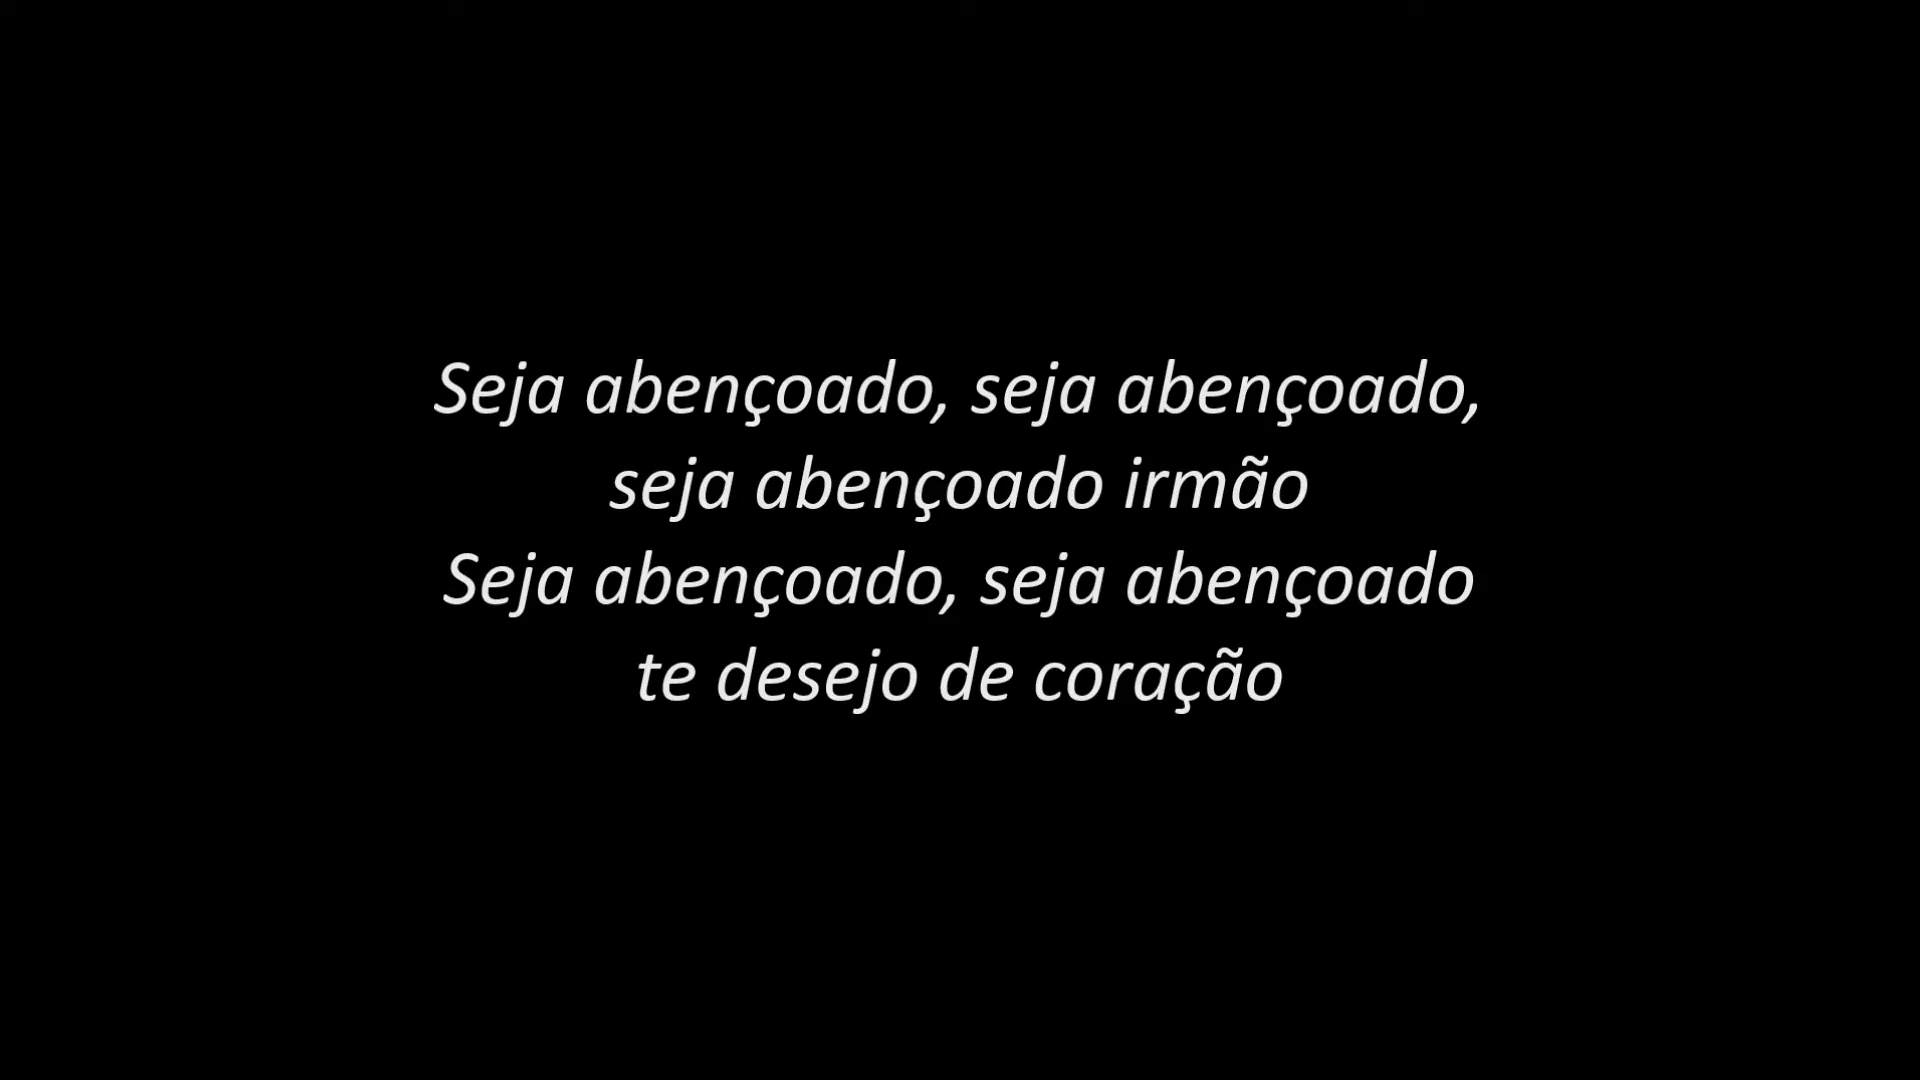 Seja abençoado, seja abençoado,
seja abençoado irmão
Seja abençoado, seja abençoado
te desejo de coração